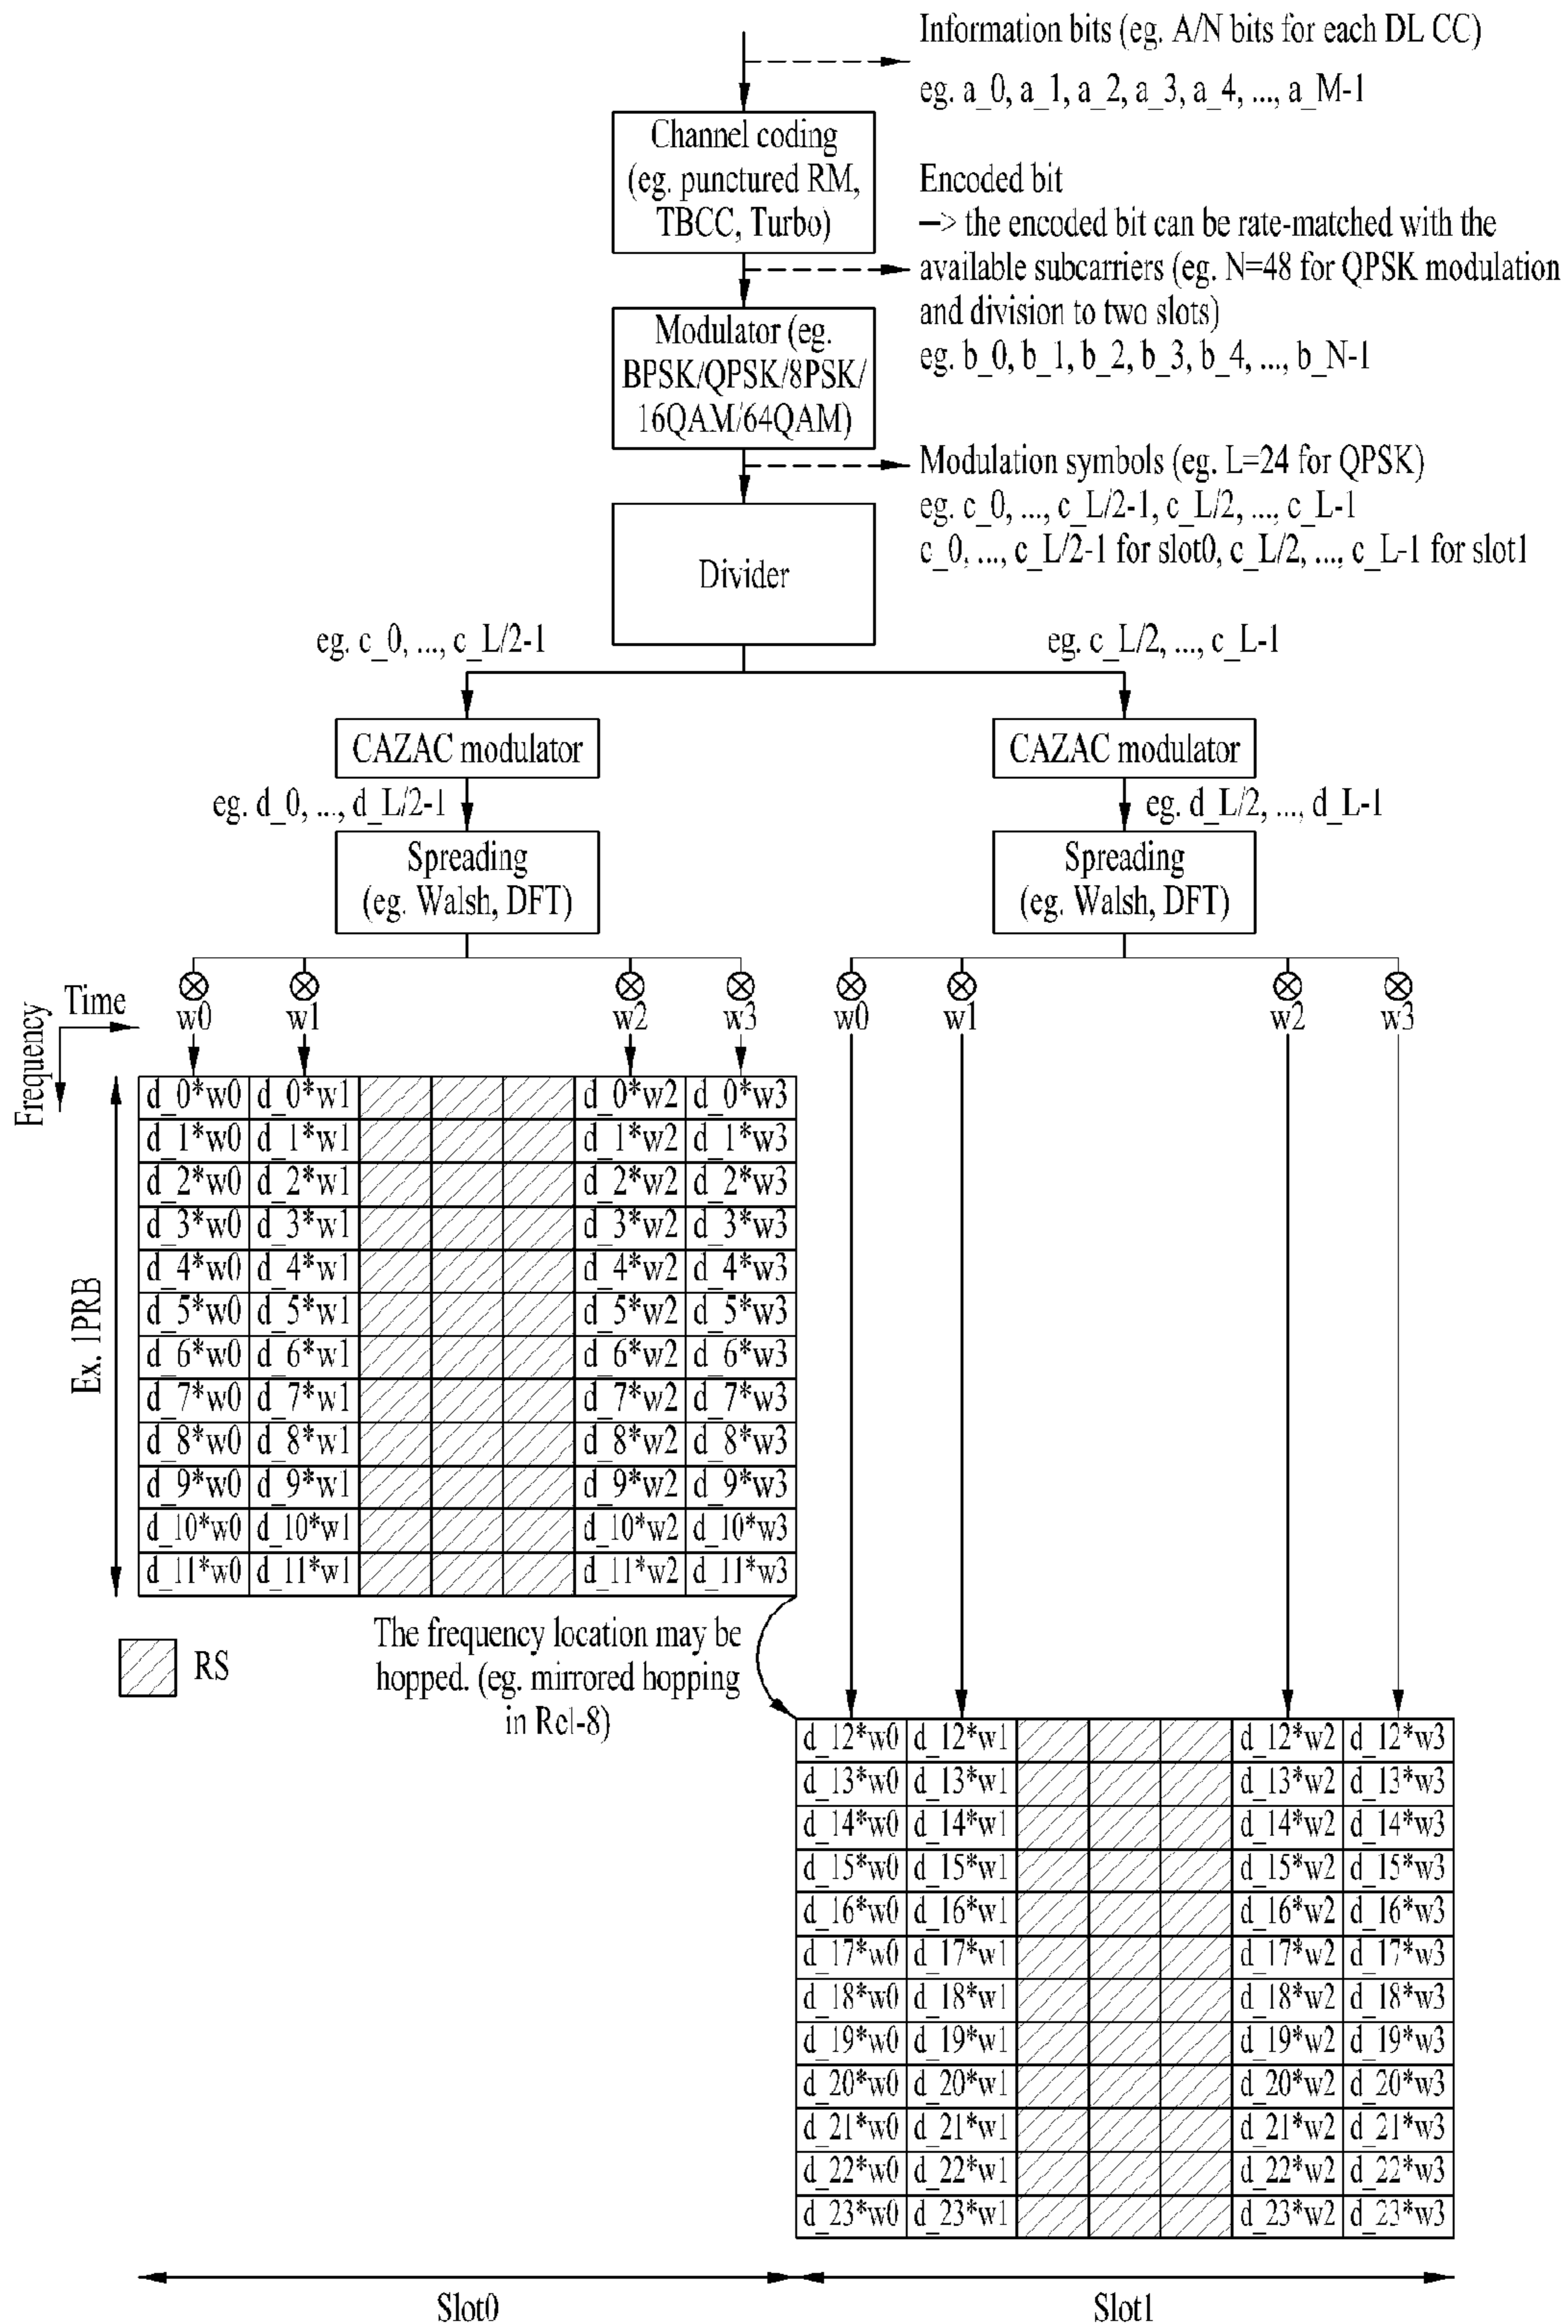 Information bits (eg. A/N bits for each DL CC)
eg. a_0, a_1, a_2, a_3, a_4, ..., a_M-1
Channel coding
(eg. punctured RM,
TBCC, Turbo)
Encoded bit
—> the encoded bit can be rate-matched with the
available subcarriers (eg. N=48 for QPSK modulation
and division to two slots)
eg. b_0, b_1, b_2, b_3, b_4, ..., b_N-1
Modulator (eg.
BPSK/QPSK/8PSK/
16QAM/64QAM)
Modulation symbols (eg. L=24 for QPSK)
eg. c_0, ..., c_L/2-1, c_L/2, ..., c_L-1
c_0, ..., c_L/2-1 for slot0, c_L/2, ..., c_L-1 for slot1
Divider
eg. c_0, ..., c_L/2-1
eg. c_L/2, ..., c_L-1
CAZAC modulator
CAZAC modulator
eg. d_0, ..., d_L/2-1
eg. d_L/2, ..., d_L-1
Spreading
(eg. Walsh, DFT)
Spreading
(eg. Walsh, DFT)
Time
Frequency
w0 w1 w2 w3
w0 w1 w2 w3
Ex. 1PRB
d_0*w0 d_0*w1 d_0*w2 d_0*w3
d_1*w0 d_1*w1 d_1*w2 d_1*w3
d_2*w0 d_2*w1 d_2*w2 d_2*w3
d_3*w0 d_3*w1 d_3*w2 d_3*w3
d_4*w0 d_4*w1 d_4*w2 d_4*w3
d_5*w0 d_5*w1 d_5*w2 d_5*w3
d_6*w0 d_6*w1 d_6*w2 d_6*w3
d_7*w0 d_7*w1 d_7*w2 d_7*w3
d_8*w0 d_8*w1 d_8*w2 d_8*w3
d_9*w0 d_9*w1 d_9*w2 d_9*w3
d_10*w0 d_10*w1 d_10*w2 d_10*w3
d_11*w0 d_11*w1 d_11*w2 d_11*w3
RS
The frequency location may be
hopped. (eg. mirrored hopping
in Rel-8)
d_12*w0 d_12*w1 d_12*w2 d_12*w3
d_13*w0 d_13*w1 d_13*w2 d_13*w3
d_14*w0 d_14*w1 d_14*w2 d_14*w3
d_15*w0 d_15*w1 d_15*w2 d_15*w3
d_16*w0 d_16*w1 d_16*w2 d_16*w3
d_17*w0 d_17*w1 d_17*w2 d_17*w3
d_18*w0 d_18*w1 d_18*w2 d_18*w3
d_19*w0 d_19*w1 d_19*w2 d_19*w3
d_20*w0 d_20*w1 d_20*w2 d_20*w3
d_21*w0 d_21*w1 d_21*w2 d_21*w3
d_22*w0 d_22*w1 d_22*w2 d_22*w3
d_23*w0 d_23*w1 d_23*w2 d_23*w3
Slot0
Slot1